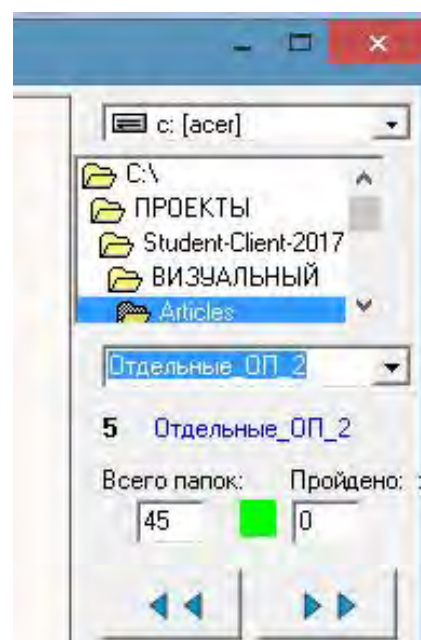 c: [acer]
C:\
ПРОЕКТЫ
Student-Client-2017
ВИЗУАЛЬНЫЙ
Articles
Отдельные_ОП_2
5 Отдельные_ОП_2
Всего папок: Пройдено:
45 0